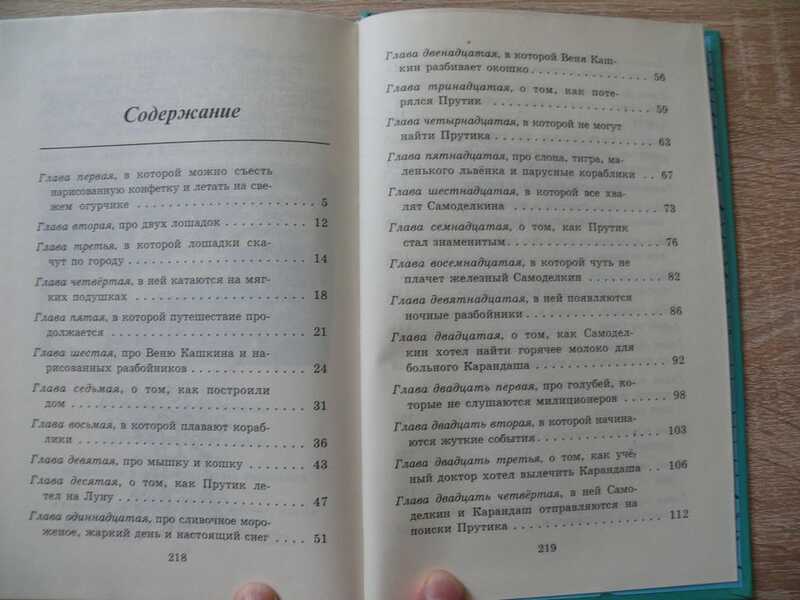 Содержание
Глава первая, в которой можно съесть
нарисованную конфетку и летать на све-
жем огурчике . . . . . . . . . . . . . . . . . . . . . 5
Глава вторая, про двух лошадок . . . . . . . . 12
Глава третья, в которой лошадки ска-
чут по городу . . . . . . . . . . . . . . . . . . . . 14
Глава четвёртая, в ней катаются на мяг-
ких подушках . . . . . . . . . . . . . . . . . . . . 18
Глава пятая, в которой путешествие про-
должается . . . . . . . . . . . . . . . . . . . . . . 21
Глава шестая, про Веню Кашкина и на-
рисованных разбойников . . . . . . . . . . . . 24
Глава седьмая, о том, как построили
дом . . . . . . . . . . . . . . . . . . . . . . . . . . 31
Глава восьмая, в которой плавают кораб-
лики . . . . . . . . . . . . . . . . . . . . . . . . . 36
Глава девятая, про мышку и кошку . . . . . . 43
Глава десятая, о том, как Прутик ле-
тел на Луну . . . . . . . . . . . . . . . . . . . . . 47
Глава одиннадцатая, про сливочное моро-
женое, жаркий день и настоящий снег . . . . 51
218
Глава двенадцатая, в которой Веня Каш-
кин разбивает окошко . . . . . . . . . . . . . . 56
Глава тринадцатая, о том, как поте-
рялся Прутик . . . . . . . . . . . . . . . . . . . 59
Глава четырнадцатая, в которой не могут
найти Прутика . . . . . . . . . . . . . . . . . . . 63
Глава пятнадцатая, про слона, тигра, ма-
ленького львёнка и парусные кораблики . . 67
Глава шестнадцатая, в которой все хва-
лят Самоделкина . . . . . . . . . . . . . . . . . 73
Глава семнадцатая, о том, как Прутик
стал знаменитым . . . . . . . . . . . . . . . . . . 76
Глава восемнадцатая, в которой чуть не
плачет железный Самоделкин . . . . . . . . 82
Глава девятнадцатая, в ней появляются
ночные разбойники . . . . . . . . . . . . . . . . 86
Глава двадцатая, о том, как Самодел-
кин хотел найти горячее молоко для
больного Карандаша . . . . . . . . . . . . . . . 92
Глава двадцать первая, про голубей, ко-
торые не слушаются милиционеров . . . . . . 98
Глава двадцать вторая, в которой начина-
ются жуткие события . . . . . . . . . . . . . . . 103
Глава двадцать третья, о том, как учё-
ный доктор хотел вылечить Карандаша . . 106
Глава двадцать четвёртая, в ней Само-
делкин и Карандаш отправляются на
поиски Прутика . . . . . . . . . . . . . . . . . . 112
219